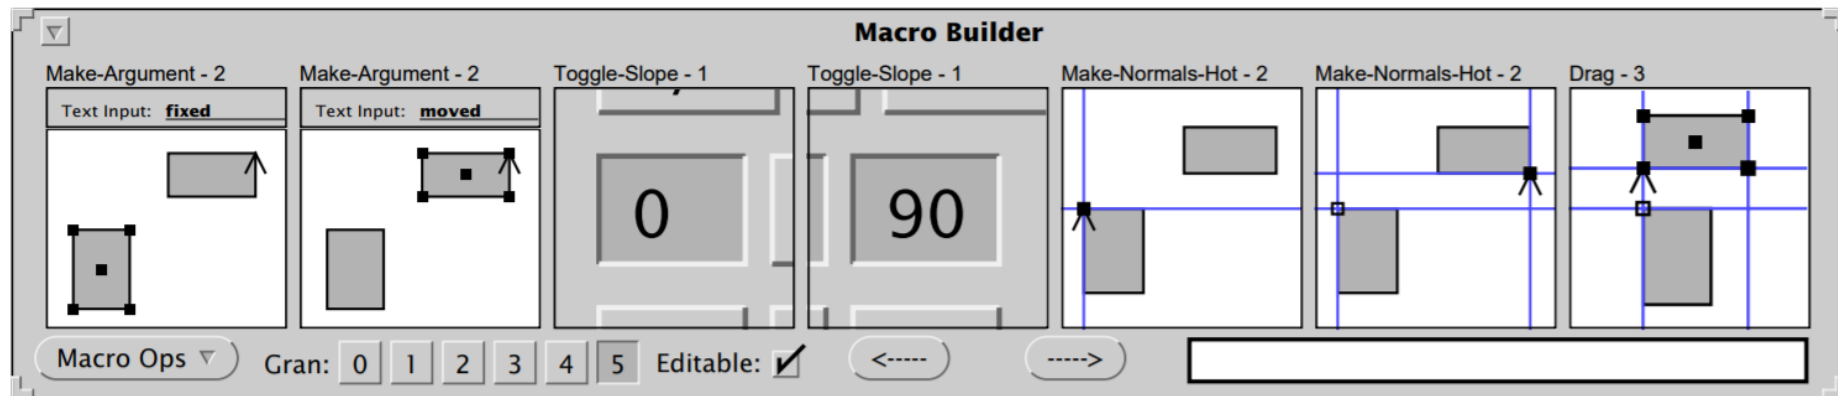 Macro Builder
Make-Argument - 2 Make-Argument - 2 Toggle-Slope - 1 Toggle-Slope - 1 Make-Normals-Hot - 2 Make-Normals-Hot - 2 Drag - 3
Text Input: fixed Text Input: moved
0 90
Macro Ops Gran: 0 1 2 3 4 5 Editable: <----- ----->